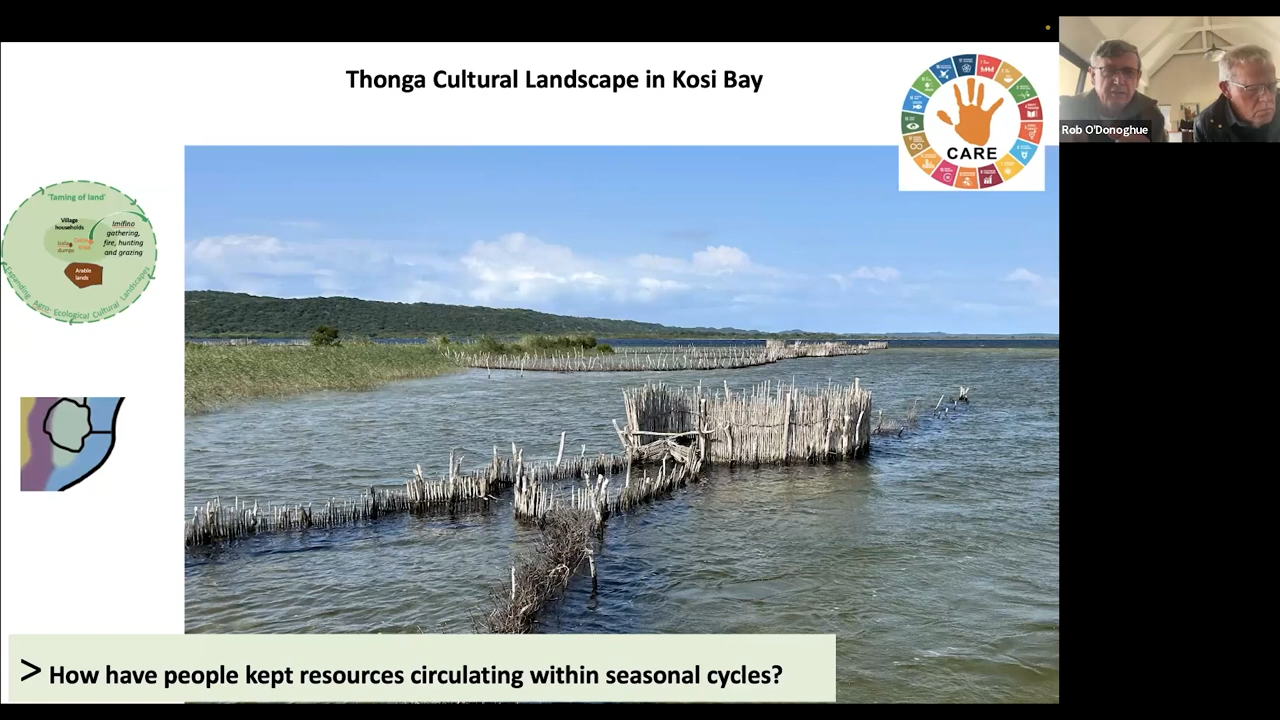 Thonga Cultural Landscape in Kosi Bay
CARE
Rob O'Donoghue
'Taming of land'
Village
households
Imifino
gathering,
fire, hunting
and grazing
Arable
lands
Expanding Agro-Ecological Cultural Landscapes
> How have people kept resources circulating within seasonal cycles?